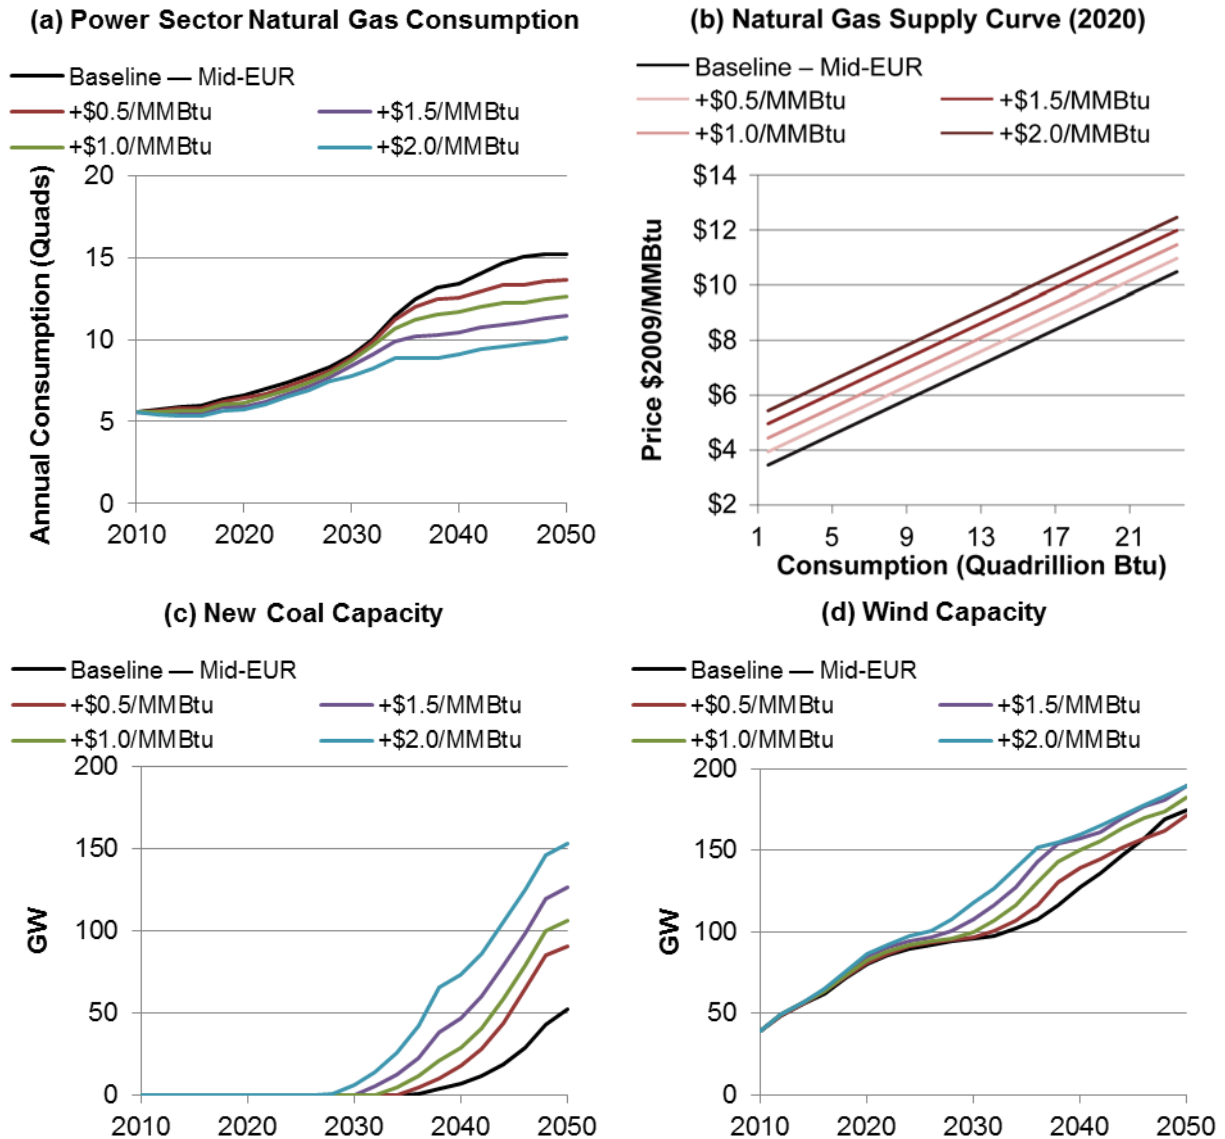 (a) Power Sector Natural Gas Consumption
Baseline — Mid-EUR
+$0.5/MMBtu
+$1.5/MMBtu
+$1.0/MMBtu
+$2.0/MMBtu
Annual Consumption (Quads)
20
15
10
5
0
2010 2020 2030 2040 2050
(b) Natural Gas Supply Curve (2020)
Baseline – Mid-EUR
+$0.5/MMBtu
+$1.5/MMBtu
+$1.0/MMBtu
+$2.0/MMBtu
Price $2009/MMBtu
$14
$12
$10
$8
$6
$4
$2
1 5 9 13 17 21
Consumption (Quadrillion Btu)
(c) New Coal Capacity
Baseline — Mid-EUR
+$0.5/MMBtu
+$1.5/MMBtu
+$1.0/MMBtu
+$2.0/MMBtu
GW
200
150
100
50
0
2010 2020 2030 2040 2050
(d) Wind Capacity
Baseline — Mid-EUR
+$0.5/MMBtu
+$1.5/MMBtu
+$1.0/MMBtu
+$2.0/MMBtu
GW
200
150
100
50
0
2010 2020 2030 2040 2050